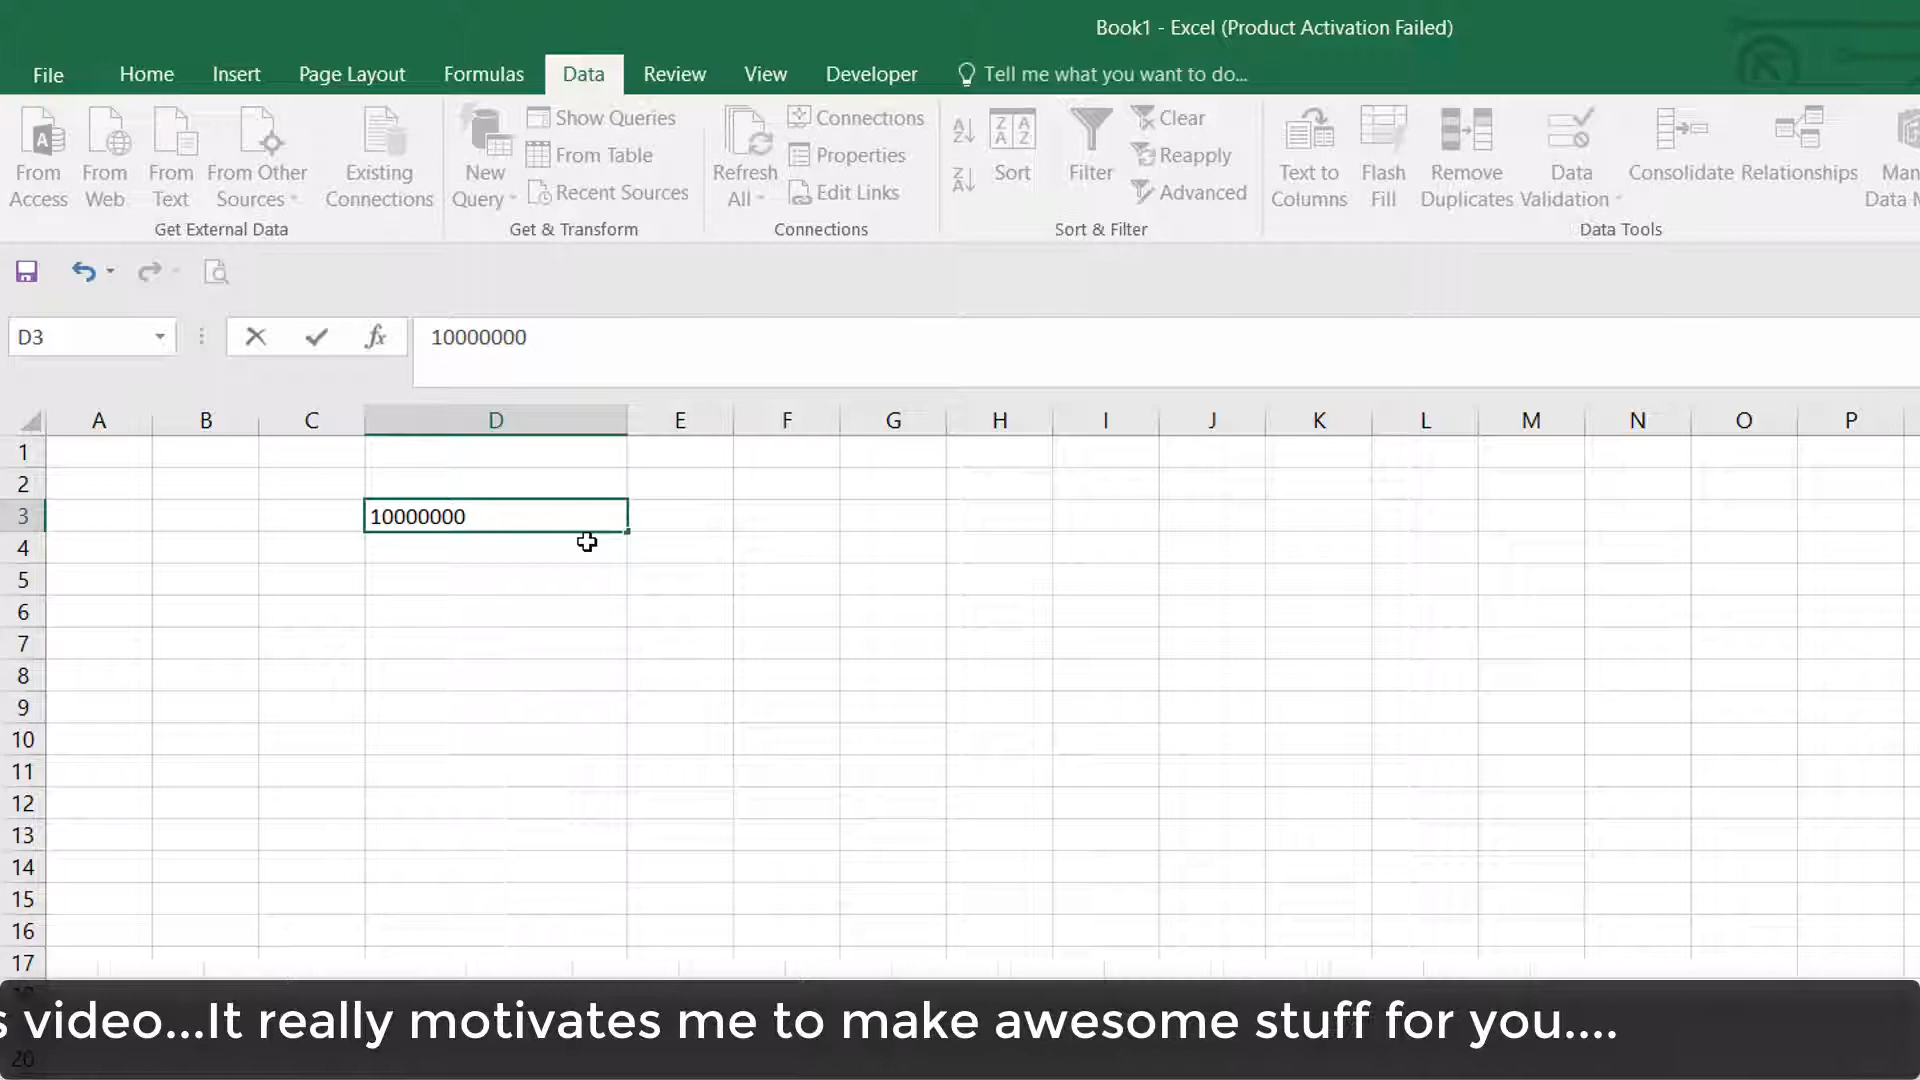 Book1 - Excel (Product Activation Failed)
File Home Insert Page Layout Formulas Data Review View Developer Tell me what you want to do...
From Access
From Web
From Text
From Other Sources
Existing Connections
Get External Data
New Query
Show Queries
From Table
Recent Sources
Get & Transform
Refresh All
Connections
Properties
Edit Links
Connections
Sort
Filter
Clear
Reapply
Advanced
Sort & Filter
Text to Columns
Flash Fill
Remove Duplicates
Data Validation
Consolidate
Relationships
Data Tools
D3 fx 10000000
A B C D E F G H I J K L M N O P
1
2
3 10000000
4
5
6
7
8
9
10
11
12
13
14
15
16
17
video...It really motivates me to make awesome stuff for you....
20